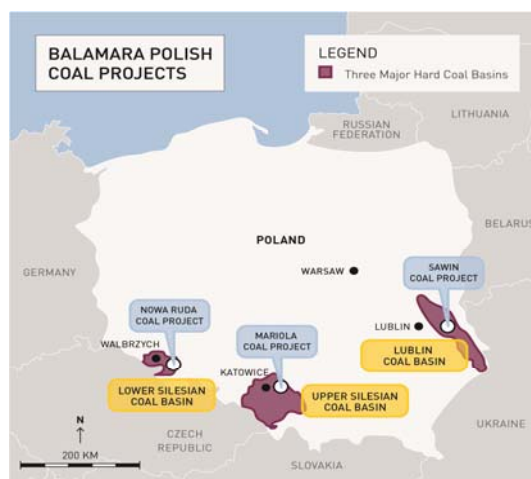 BALAMARA POLISH
COAL PROJECTS
LEGEND
Three Major Hard Coal Basins
LITHUANIA
RUSSIAN
FEDERATION
BELARUS
POLAND
GERMANY
WARSAW
SAWIN
COAL PROJECT
NOWA RUDA
COAL PROJECT
LUBLIN
MARIOLA
COAL PROJECT
WALBRZYCH
LUBLIN
COAL BASIN
KATOWICE
LOWER SILESIAN
COAL BASIN
UPPER SILESIAN
COAL BASIN
N
CZECH
REPUBLIC
UKRAINE
200 KM
SLOVAKIA